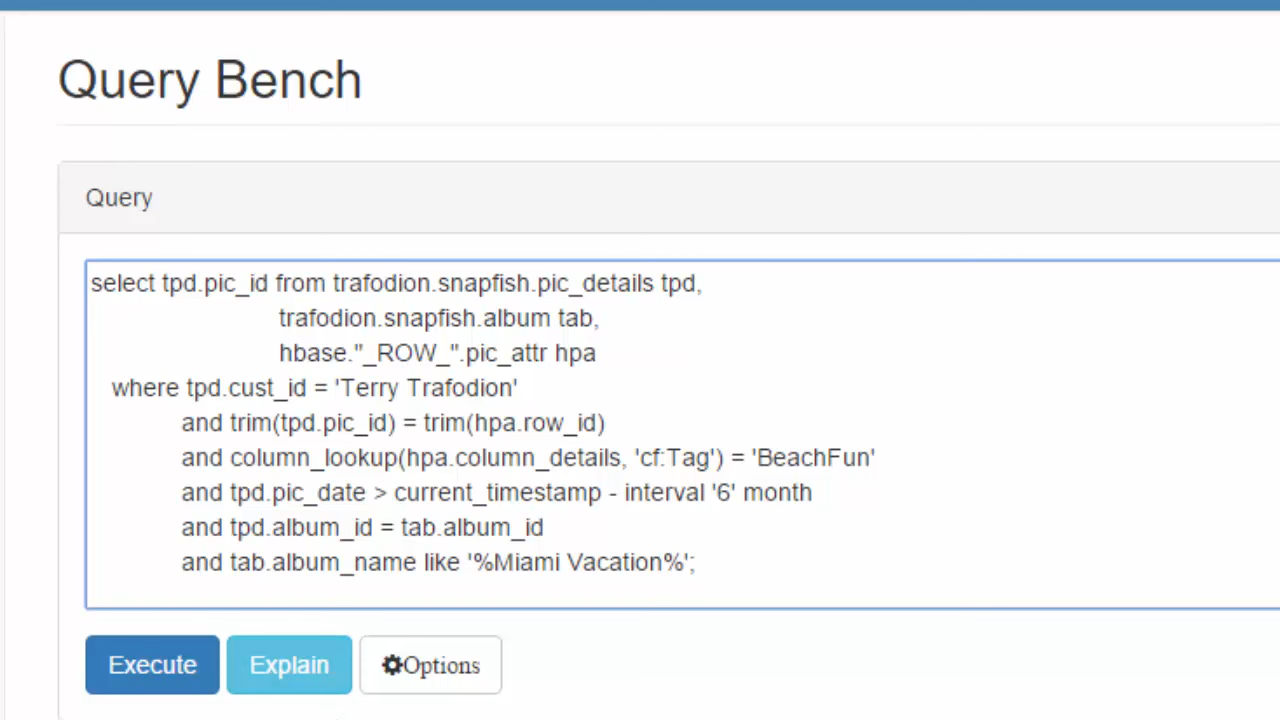 Query Bench
Query
select tpd.pic_id from trafodion.snapfish.pic_details tpd,
trafodion.snapfish.album tab,
hbase."_ROW_".pic_attr hpa
where tpd.cust_id = 'Terry Trafodion'
and trim(tpd.pic_id) = trim(hpa.row_id)
and column_lookup(hpa.column_details, 'cf:Tag') = 'BeachFun'
and tpd.pic_date > current_timestamp - interval '6' month
and tpd.album_id = tab.album_id
and tab.album_name like '%Miami Vacation%';
Execute Explain Options